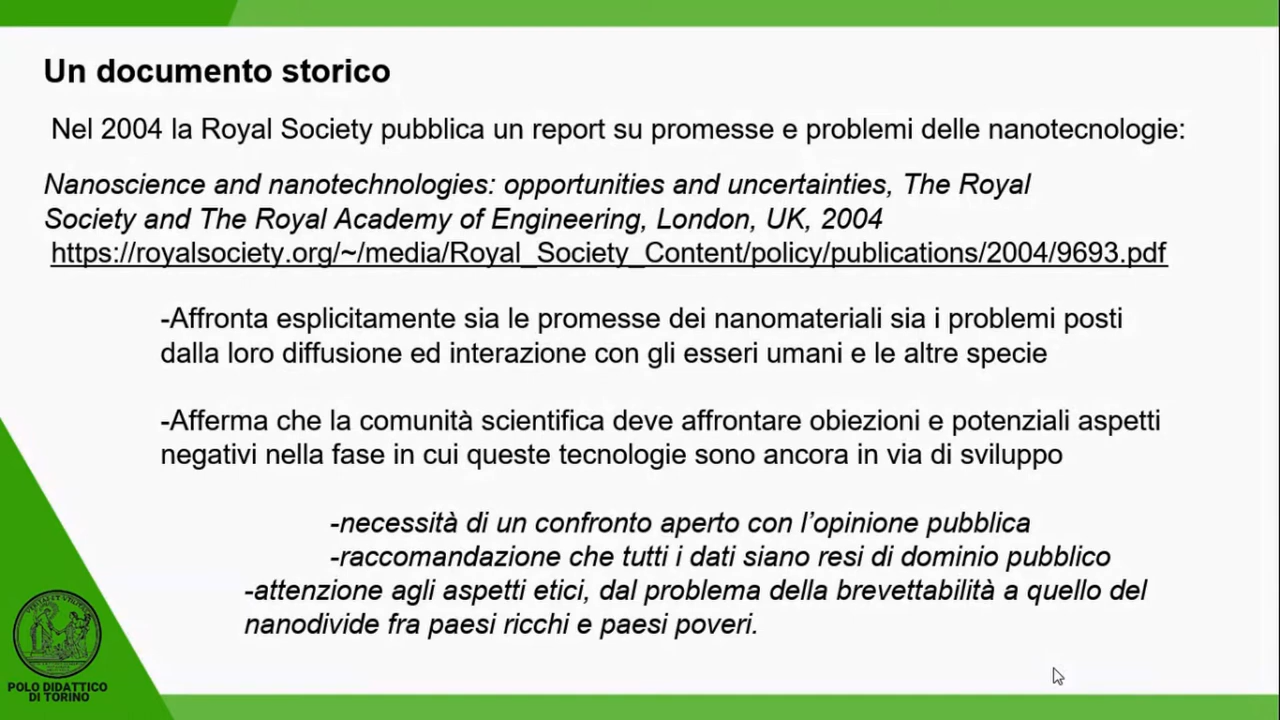 Un documento storico
Nel 2004 la Royal Society pubblica un report su promesse e problemi delle nanotecnologie:
Nanoscience and nanotechnologies: opportunities and uncertainties, The Royal
Society and The Royal Academy of Engineering, London, UK, 2004
https://royalsociety.org/~/media/Royal_Society_Content/policy/publications/2004/9693.pdf
-Affronta esplicitamente sia le promesse dei nanomateriali sia i problemi posti
dalla loro diffusione ed interazione con gli esseri umani e le altre specie
-Afferma che la comunità scientifica deve affrontare obiezioni e potenziali aspetti
negativi nella fase in cui queste tecnologie sono ancora in via di sviluppo
-necessità di un confronto aperto con l’opinione pubblica
-raccomandazione che tutti i dati siano resi di dominio pubblico
-attenzione agli aspetti etici, dal problema della brevettabilità a quello del
nanodivide fra paesi ricchi e paesi poveri.
POLO DIDATTICO
DI TORINO